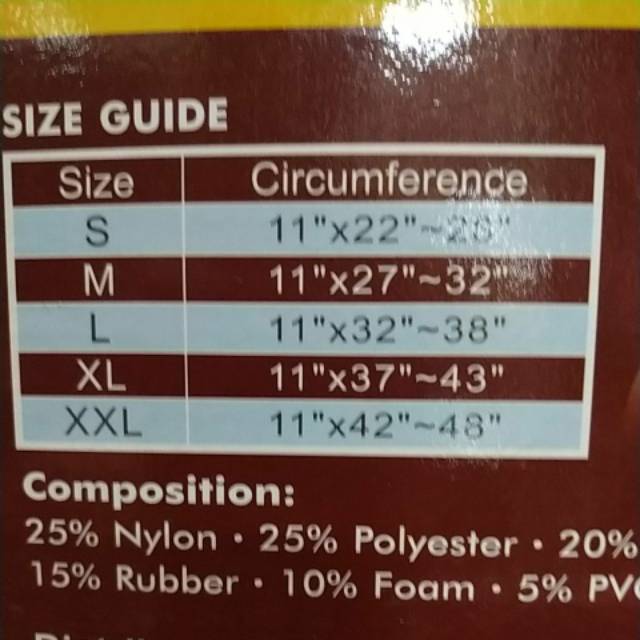 SIZE GUIDE
Size Circumference
S 11"x22"~28"
M 11"x27"~32"
L 11"x32"~38"
XL 11"x37"~43"
XXL 11"x42"~48"
Composition:
25% Nylon · 25% Polyester · 20%
15% Rubber · 10% Foam · 5%